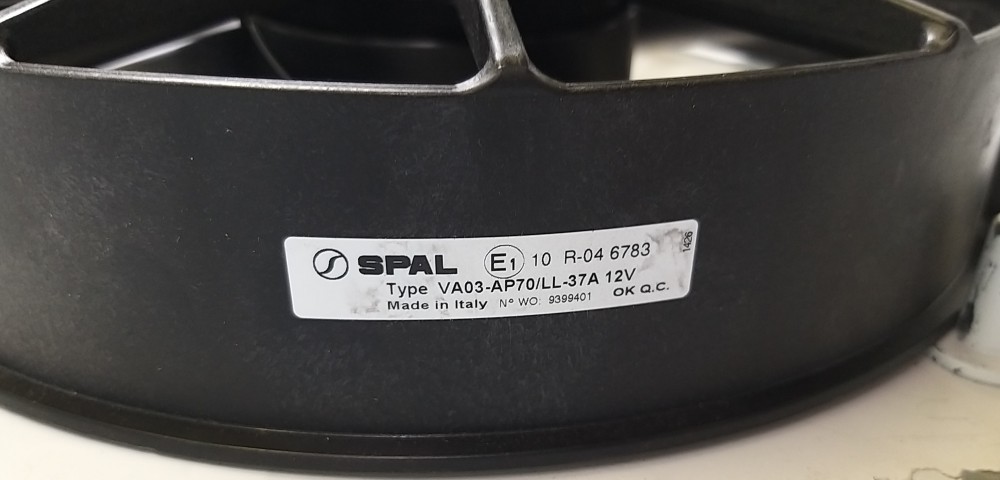 SPAL E1 10 R-04 6783
Type VA03-AP70/LL-37A 12V
Made in Italy N° WO: 9399401 OK Q.C.